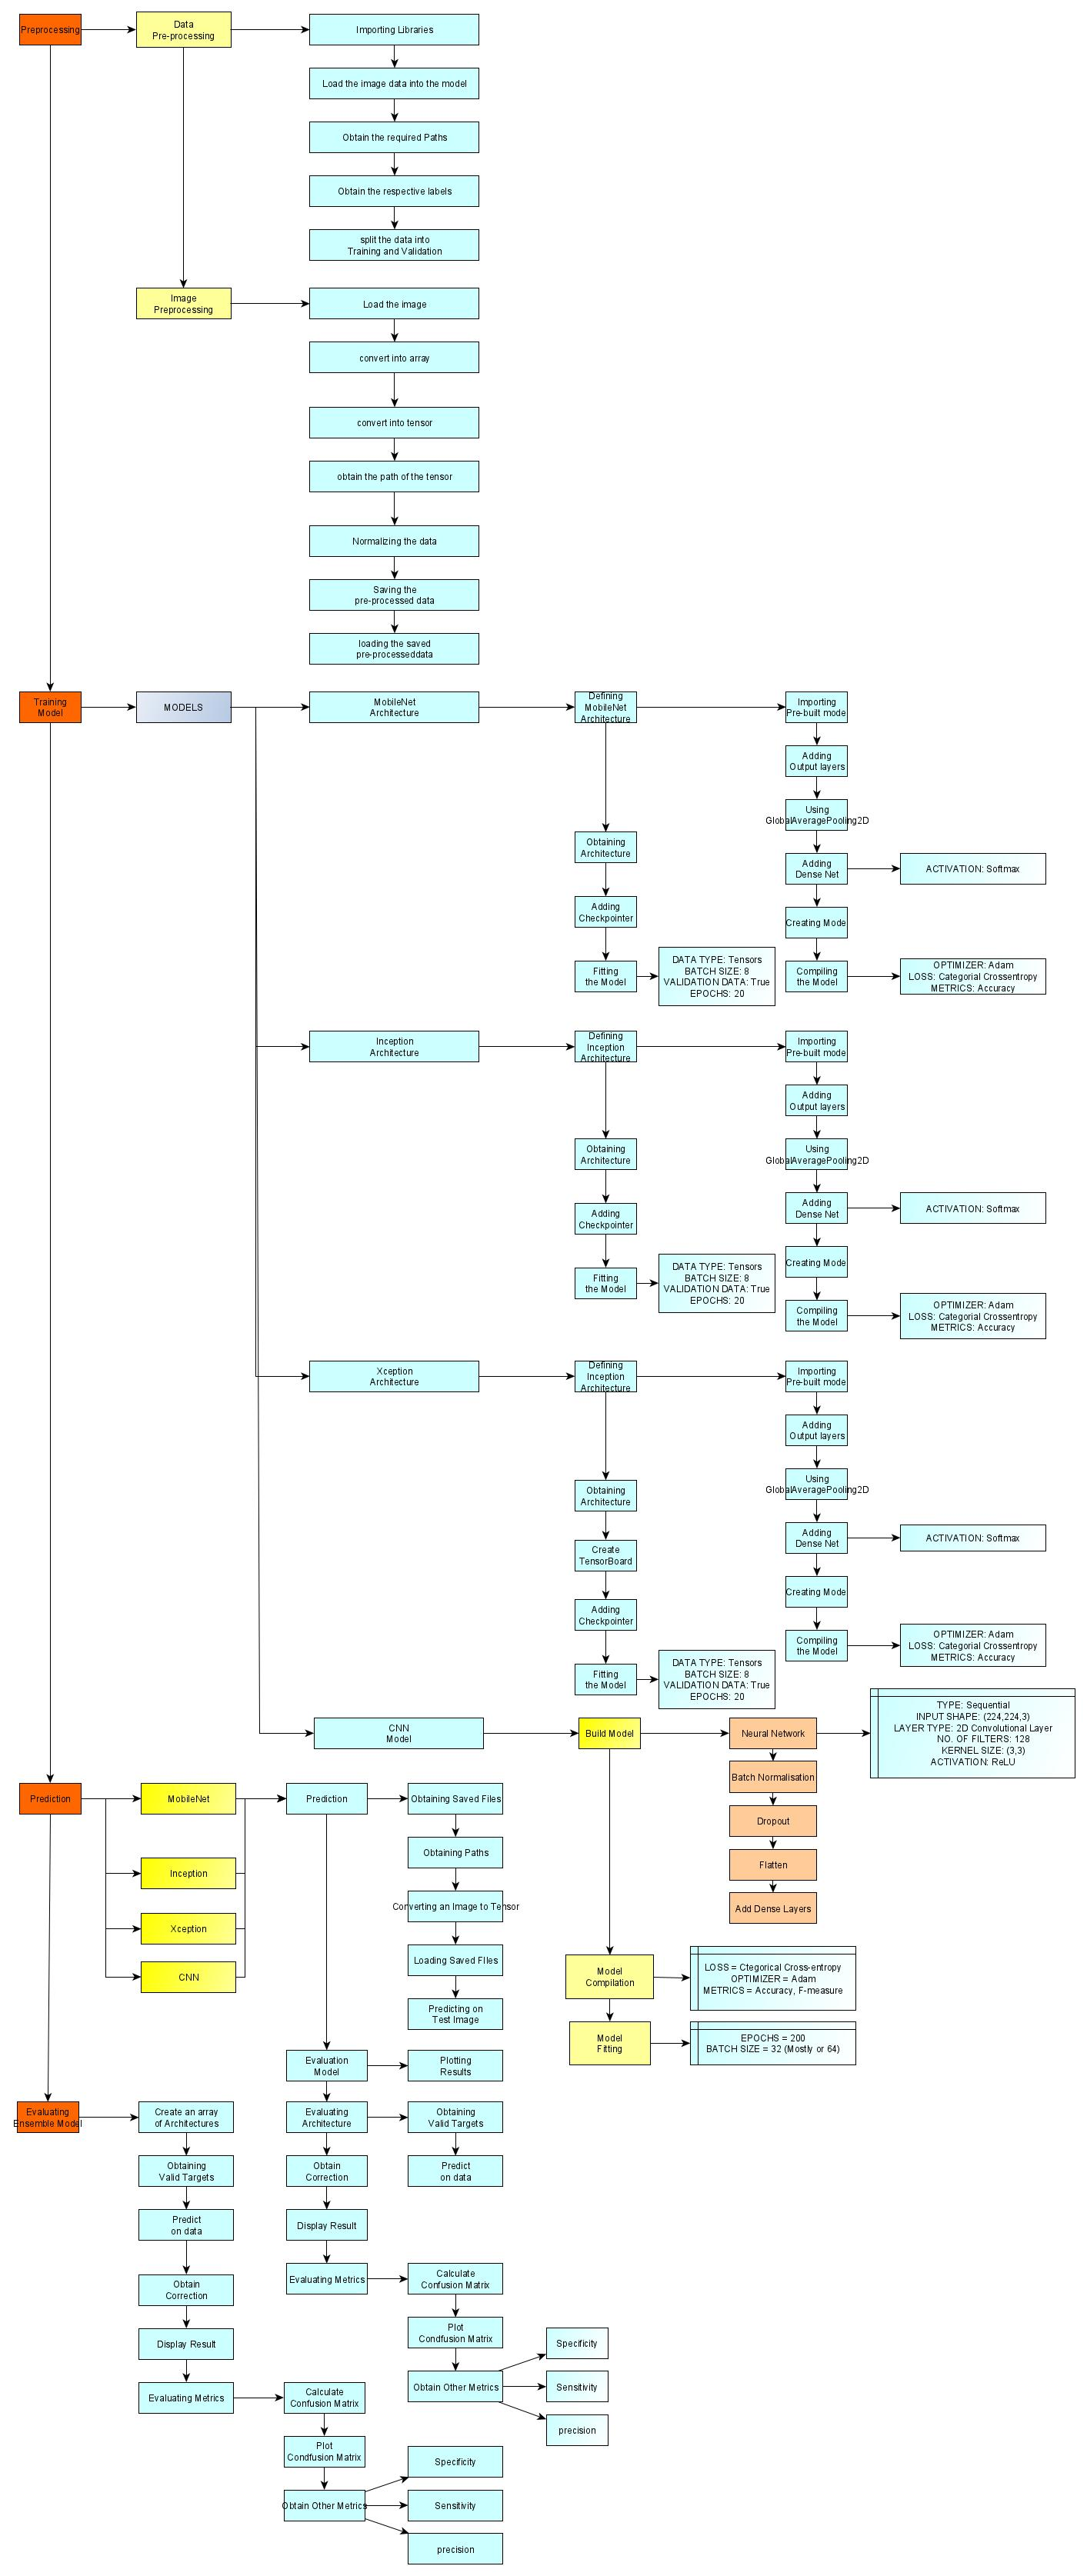 Preprocessing
Data
Pre-processing
Importing Libraries
Load the image data into the model
Obtain the required Paths
Obtain the respective labels
split the data into
Training and Validation
Image
Preprocessing
Load the image
convert into array
convert into tensor
obtain the path of the tensor
Normalizing the data
Saving the
pre-processed data
loading the saved
pre-processeddata
Training
Model
MODELS
MobileNet
Architecture
Defining
MobileNet
Architecture
Importing
Pre-built mode
Adding
Output layers
Using
GlobalAveragePooling2D
Obtaining
Architecture
Adding
Dense Net
ACTIVATION: Softmax
Adding
Checkpointer
Creating Mode
Fitting
the Model
DATA TYPE: Tensors
BATCH SIZE: 8
VALIDATION DATA: True
EPOCHS: 20
Compiling
the Model
OPTIMIZER: Adam
LOSS: Categorial Crossentropy
METRICS: Accuracy
Inception
Architecture
Defining
Inception
Architecture
Importing
Pre-built mode
Adding
Output layers
Using
GlobalAveragePooling2D
Obtaining
Architecture
Adding
Dense Net
ACTIVATION: Softmax
Adding
Checkpointer
Creating Mode
Fitting
the Model
DATA TYPE: Tensors
BATCH SIZE: 8
VALIDATION DATA: True
EPOCHS: 20
Compiling
the Model
OPTIMIZER: Adam
LOSS: Categorial Crossentropy
METRICS: Accuracy
Xception
Architecture
Defining
Inception
Architecture
Importing
Pre-built mode
Adding
Output layers
Using
GlobalAveragePooling2D
Obtaining
Architecture
Adding
Dense Net
ACTIVATION: Softmax
Create
TensorBoard
Creating Mode
Adding
Checkpointer
Compiling
the Model
OPTIMIZER: Adam
LOSS: Categorial Crossentropy
METRICS: Accuracy
Fitting
the Model
DATA TYPE: Tensors
BATCH SIZE: 8
VALIDATION DATA: True
EPOCHS: 20
CNN
Model
Build Model
Neural Network
TYPE: Sequential
INPUT SHAPE: (224,224,3)
LAYER TYPE: 2D Convolutional Layer
NO. OF FILTERS: 128
KERNEL SIZE: (3,3)
ACTIVATION: ReLU
Batch Normalisation
Dropout
Flatten
Add Dense Layers
Model
Compilation
LOSS = Ctegorical Cross-entropy
OPTIMIZER = Adam
METRICS = Accuracy, F-measure
Model
Fitting
EPOCHS = 200
BATCH SIZE = 32 (Mostly or 64)
Prediction
MobileNet
Inception
Xception
CNN
Prediction
Obtaining Saved Files
Obtaining Paths
Converting an Image to Tensor
Loading Saved FIles
Predicting on
Test Image
Evaluation
Model
Plotting
Results
Evaluating
Architecture
Obtaining
Valid Targets
Obtain
Correction
Predict
on data
Display Result
Evaluating Metrics
Calculate
Confusion Matrix
Plot
Condfusion Matrix
Obtain Other Metrics
Specificity
Sensitivity
precision
Evaluating
Ensemble Model
Create an array
of Architectures
Obtaining
Valid Targets
Predict
on data
Obtain
Correction
Display Result
Evaluating Metrics
Calculate
Confusion Matrix
Plot
Condfusion Matrix
Obtain Other Metrics
Specificity
Sensitivity
precision